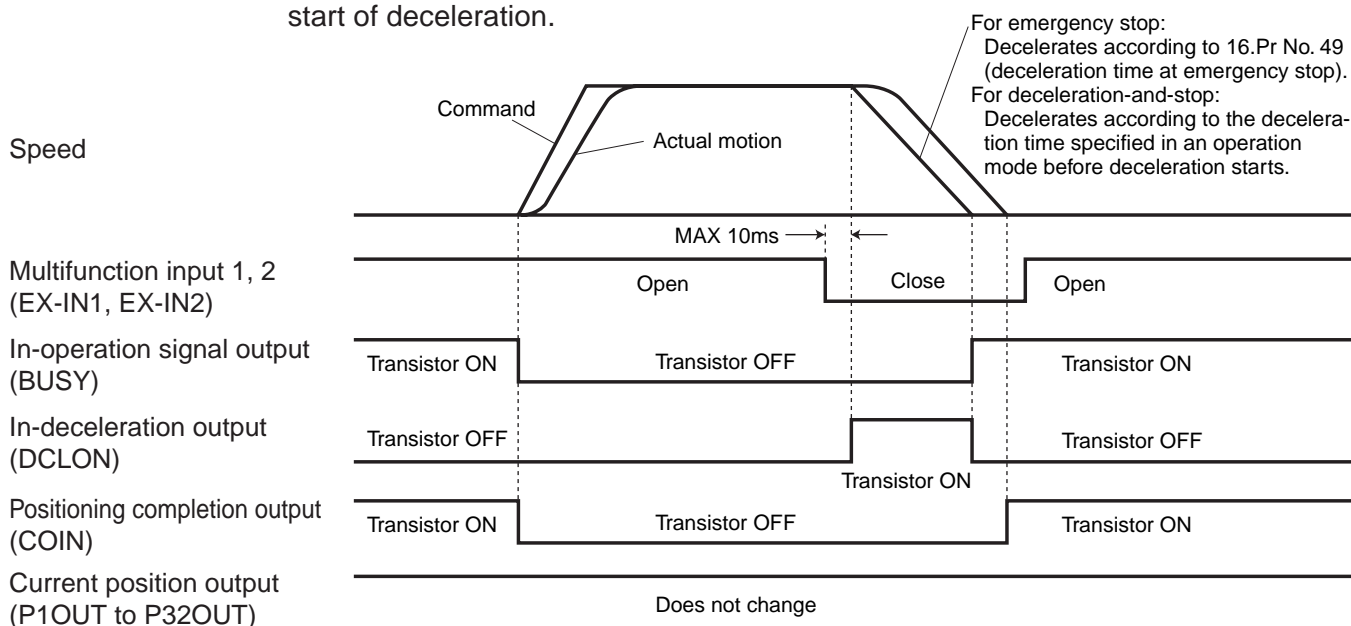 start of deceleration.
For emergency stop:
Decelerates according to 16.Pr No. 49
(deceleration time at emergency stop).
For deceleration-and-stop:
Decelerates according to the decelera-
tion time specified in an operation
mode before deceleration starts.
Command
Actual motion
Speed
MAX 10ms
Multifunction input 1, 2
(EX-IN1, EX-IN2)
Open
Close
Open
In-operation signal output
(BUSY)
Transistor ON
Transistor OFF
Transistor ON
In-deceleration output
(DCLON)
Transistor OFF
Transistor ON
Transistor OFF
Positioning completion output
(COIN)
Transistor ON
Transistor OFF
Transistor ON
Current position output
(P1OUT to P32OUT)
Does not change